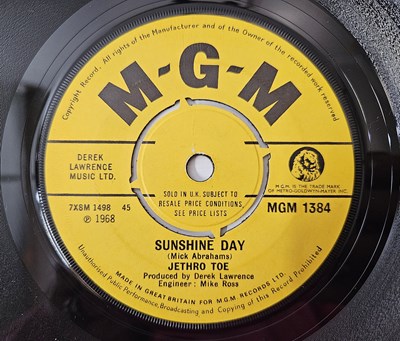 Copyright Record. All rights of the Manufacturer and of the Owner of the recorded work reserved.
M-G-M
DEREK
LAWRENCE
MUSIC LTD.
SOLD IN U.K. SUBJECT TO
RESALE PRICE CONDITIONS,
SEE PRICE LISTS
M.G.M. IS THE TRADE MARK
OF METRO-GOLDWYN-MAYER INC.
7XBM 1498 45
℗ 1968
MGM 1384
SUNSHINE DAY
(Mick Abrahams)
JETHRO TOE
Produced by Derek Lawrence
Engineer : Mike Ross
MADE IN GREAT BRITAIN FOR M.G.M RECORDS LTD.
Unauthorised Public Performance, Broadcasting and Copying of this Record Prohibited